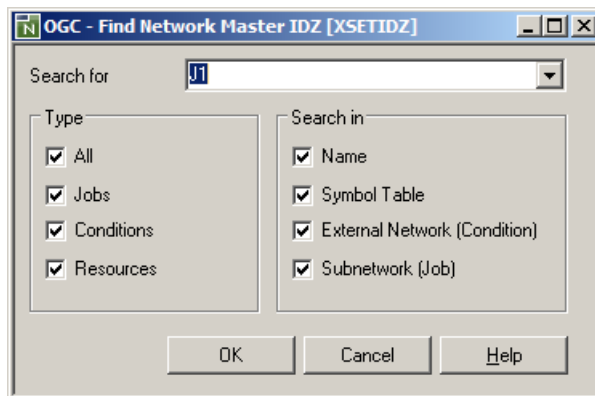 OGC - Find Network Master IDZ [XSETIDZ]
Search for J1
Type
All
Jobs
Conditions
Resources
Search in
Name
Symbol Table
External Network (Condition)
Subnetwork (Job)
OK Cancel Help